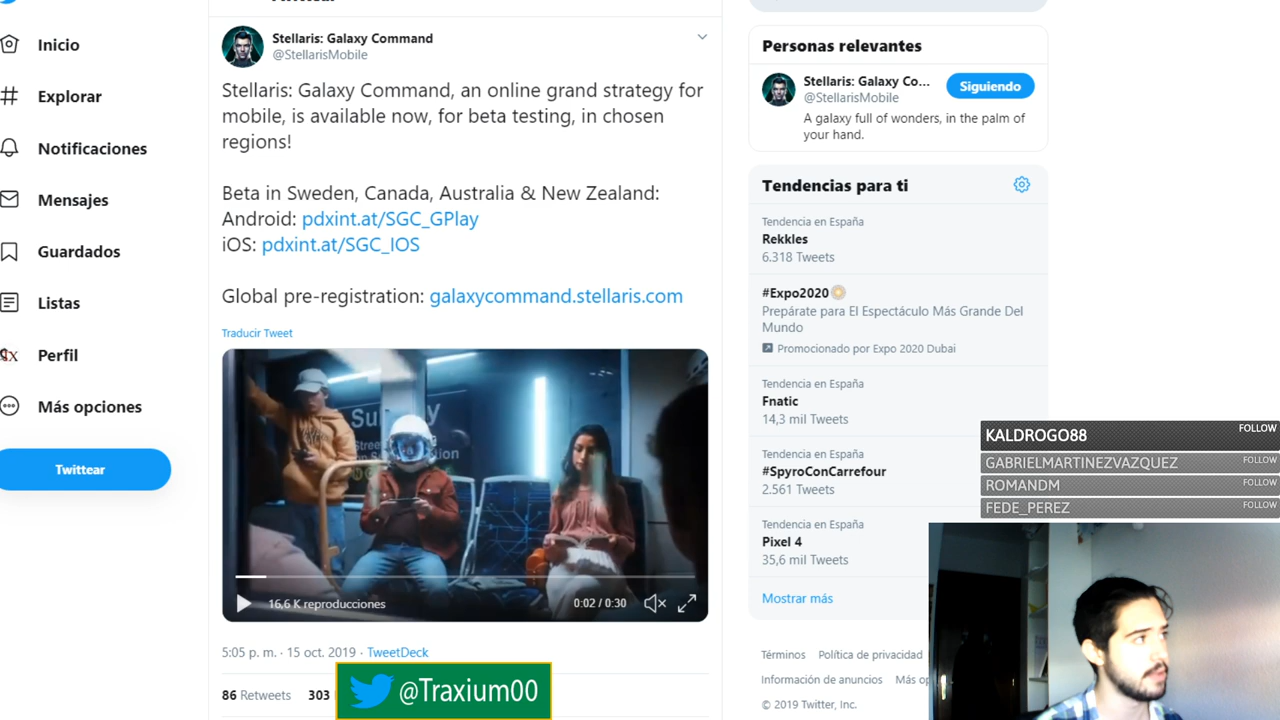 Inicio
Explorar
Notificaciones
Mensajes
Guardados
Listas
Perfil
Más opciones
Twittear
Stellaris: Galaxy Command
@StellarisMobile
Stellaris: Galaxy Command, an online grand strategy for
mobile, is available now, for beta testing, in chosen
regions!
Beta in Sweden, Canada, Australia & New Zealand:
Android: pdxint.at/SGC_GPlay
iOS: pdxint.at/SGC_IOS
Global pre-registration: galaxycommand.stellaris.com
Traducir Tweet
16,6 K reproducciones
0:02 / 0:30
5:05 p. m. · 15 oct. 2019 · TweetDeck
86 Retweets 303
@Traxium00
Personas relevantes
Stellaris: Galaxy Co...
@StellarisMobile
Siguiendo
A galaxy full of wonders, in the palm of
your hand.
Tendencias para ti
Tendencia en España
Rekkles
6.318 Tweets
#Expo2020
Prepárate para El Espectáculo Más Grande Del
Mundo
Promocionado por Expo 2020 Dubai
Tendencia en España
Fnatic
14,3 mil Tweets
Tendencia en España
#SpyroConCarrefour
2.561 Tweets
Tendencia en España
Pixel 4
35,6 mil Tweets
Mostrar más
Términos Política de privacidad
Información de anuncios Más op
© 2019 Twitter, Inc.
KALDROGO88 FOLLOW
GABRIELMARTINEZVAZQUEZ FOLLOW
ROMANDM FOLLOW
FEDE_PEREZ FOLLOW